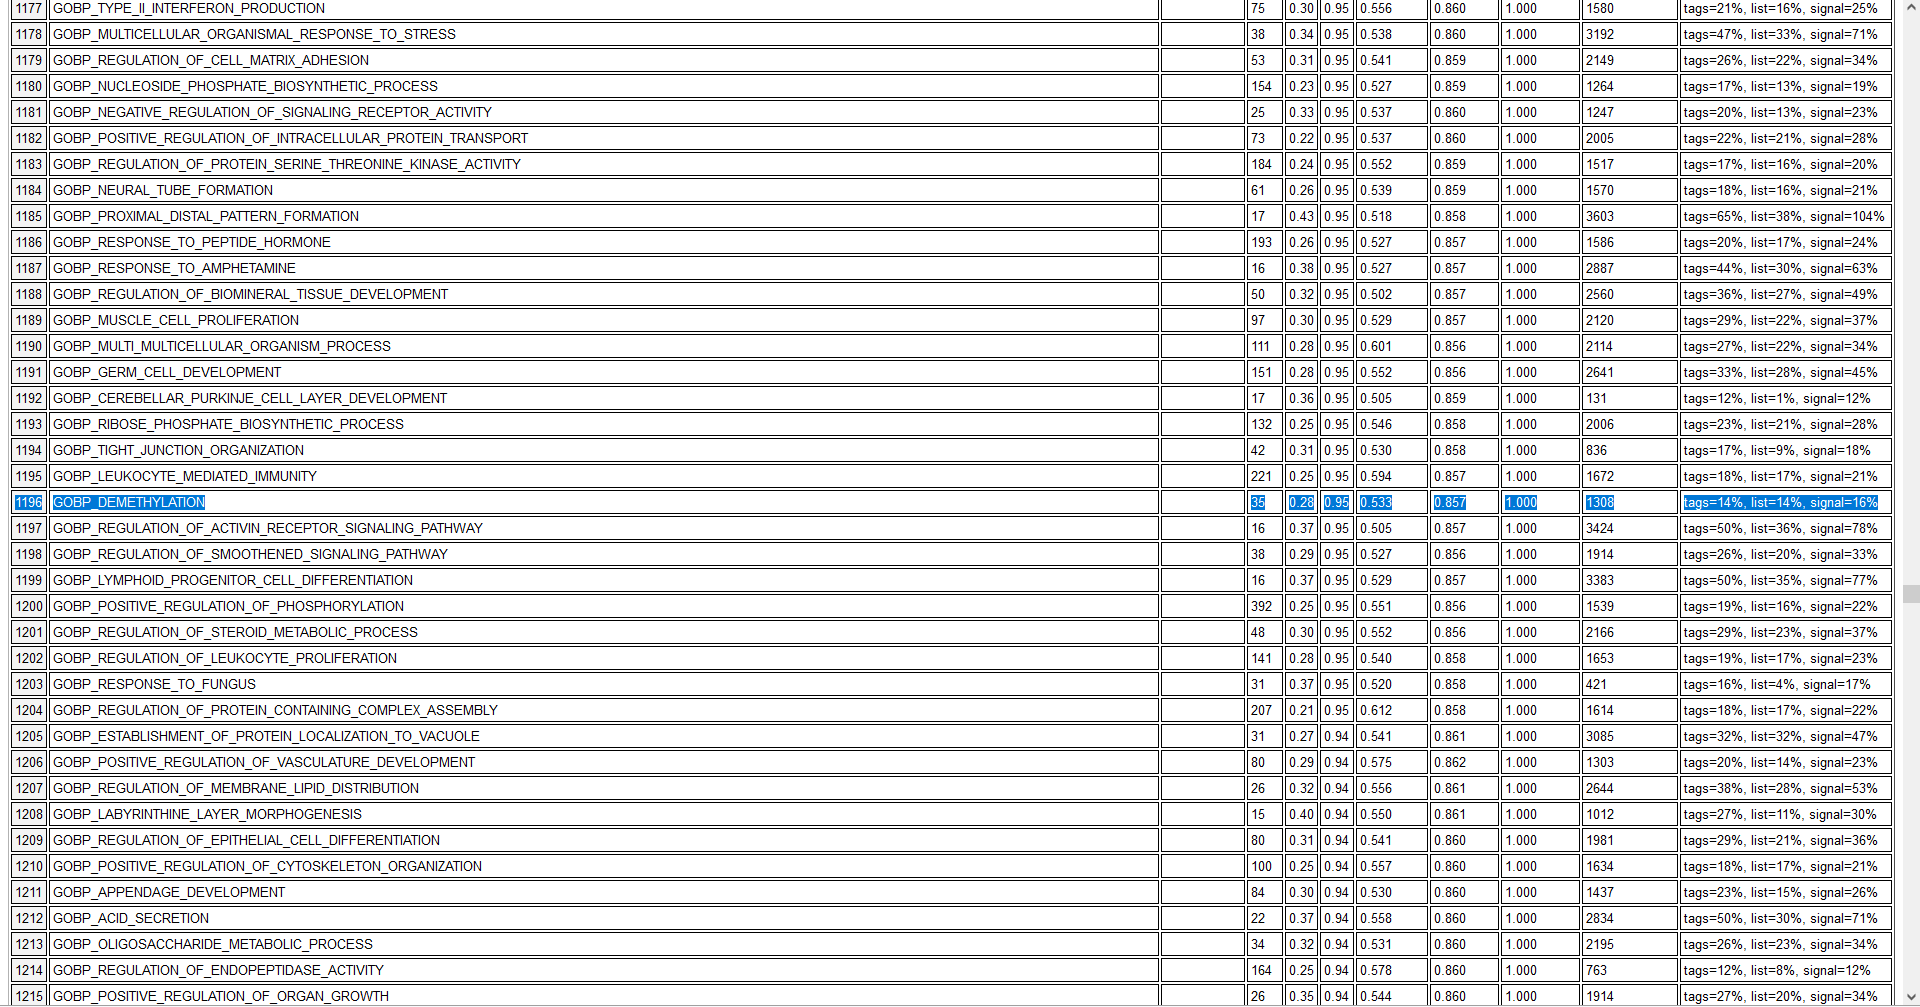 1177 GOBP_TYPE_II_INTERFERON_PRODUCTION 75 0.30 0.95 0.556 0.860 1.000 1580 tags=21%, list=16%, signal=25%
1178 GOBP_MULTICELLULAR_ORGANISMAL_RESPONSE_TO_STRESS 38 0.34 0.95 0.538 0.860 1.000 3192 tags=47%, list=33%, signal=71%
1179 GOBP_REGULATION_OF_CELL_MATRIX_ADHESION 53 0.31 0.95 0.541 0.859 1.000 2149 tags=26%, list=22%, signal=34%
1180 GOBP_NUCLEOSIDE_PHOSPHATE_BIOSYNTHETIC_PROCESS 154 0.23 0.95 0.527 0.859 1.000 1264 tags=17%, list=13%, signal=19%
1181 GOBP_NEGATIVE_REGULATION_OF_SIGNALING_RECEPTOR_ACTIVITY 25 0.33 0.95 0.537 0.860 1.000 1247 tags=20%, list=13%, signal=23%
1182 GOBP_POSITIVE_REGULATION_OF_INTRACELLULAR_PROTEIN_TRANSPORT 73 0.22 0.95 0.537 0.860 1.000 2005 tags=22%, list=21%, signal=28%
1183 GOBP_REGULATION_OF_PROTEIN_SERINE_THREONINE_KINASE_ACTIVITY 184 0.24 0.95 0.552 0.859 1.000 1517 tags=17%, list=16%, signal=20%
1184 GOBP_NEURAL_TUBE_FORMATION 61 0.26 0.95 0.539 0.859 1.000 1570 tags=18%, list=16%, signal=21%
1185 GOBP_PROXIMAL_DISTAL_PATTERN_FORMATION 17 0.43 0.95 0.518 0.858 1.000 3603 tags=65%, list=38%, signal=104%
1186 GOBP_RESPONSE_TO_PEPTIDE_HORMONE 193 0.26 0.95 0.527 0.857 1.000 1586 tags=20%, list=17%, signal=24%
1187 GOBP_RESPONSE_TO_AMPHETAMINE 16 0.38 0.95 0.527 0.857 1.000 2887 tags=44%, list=30%, signal=63%
1188 GOBP_REGULATION_OF_BIOMINERAL_TISSUE_DEVELOPMENT 50 0.32 0.95 0.502 0.857 1.000 2560 tags=36%, list=27%, signal=49%
1189 GOBP_MUSCLE_CELL_PROLIFERATION 97 0.30 0.95 0.529 0.857 1.000 2120 tags=29%, list=22%, signal=37%
1190 GOBP_MULTI_MULTICELLULAR_ORGANISM_PROCESS 111 0.28 0.95 0.601 0.856 1.000 2114 tags=27%, list=22%, signal=34%
1191 GOBP_GERM_CELL_DEVELOPMENT 151 0.28 0.95 0.552 0.856 1.000 2641 tags=33%, list=28%, signal=45%
1192 GOBP_CEREBELLAR_PURKINJE_CELL_LAYER_DEVELOPMENT 17 0.36 0.95 0.505 0.859 1.000 131 tags=12%, list=1%, signal=12%
1193 GOBP_RIBOSE_PHOSPHATE_BIOSYNTHETIC_PROCESS 132 0.25 0.95 0.546 0.858 1.000 2006 tags=23%, list=21%, signal=28%
1194 GOBP_TIGHT_JUNCTION_ORGANIZATION 42 0.31 0.95 0.530 0.858 1.000 836 tags=17%, list=9%, signal=18%
1195 GOBP_LEUKOCYTE_MEDIATED_IMMUNITY 221 0.25 0.95 0.594 0.857 1.000 1672 tags=18%, list=17%, signal=21%
1196 GOBP_DEMETHYLATION 35 0.28 0.95 0.533 0.857 1.000 1308 tags=14%, list=14%, signal=16%
1197 GOBP_REGULATION_OF_ACTIVIN_RECEPTOR_SIGNALING_PATHWAY 16 0.37 0.95 0.505 0.857 1.000 3424 tags=50%, list=36%, signal=78%
1198 GOBP_REGULATION_OF_SMOOTHENED_SIGNALING_PATHWAY 38 0.29 0.95 0.527 0.856 1.000 1914 tags=26%, list=20%, signal=33%
1199 GOBP_LYMPHOID_PROGENITOR_CELL_DIFFERENTIATION 16 0.37 0.95 0.529 0.857 1.000 3383 tags=50%, list=35%, signal=77%
1200 GOBP_POSITIVE_REGULATION_OF_PHOSPHORYLATION 392 0.25 0.95 0.551 0.856 1.000 1539 tags=19%, list=16%, signal=22%
1201 GOBP_REGULATION_OF_STEROID_METABOLIC_PROCESS 48 0.30 0.95 0.552 0.856 1.000 2166 tags=29%, list=23%, signal=37%
1202 GOBP_REGULATION_OF_LEUKOCYTE_PROLIFERATION 141 0.28 0.95 0.540 0.858 1.000 1653 tags=19%, list=17%, signal=23%
1203 GOBP_RESPONSE_TO_FUNGUS 31 0.37 0.95 0.520 0.858 1.000 421 tags=16%, list=4%, signal=17%
1204 GOBP_REGULATION_OF_PROTEIN_CONTAINING_COMPLEX_ASSEMBLY 207 0.21 0.95 0.612 0.858 1.000 1614 tags=18%, list=17%, signal=22%
1205 GOBP_ESTABLISHMENT_OF_PROTEIN_LOCALIZATION_TO_VACUOLE 31 0.27 0.94 0.541 0.861 1.000 3085 tags=32%, list=32%, signal=47%
1206 GOBP_POSITIVE_REGULATION_OF_VASCULATURE_DEVELOPMENT 80 0.29 0.94 0.575 0.862 1.000 1303 tags=20%, list=14%, signal=23%
1207 GOBP_REGULATION_OF_MEMBRANE_LIPID_DISTRIBUTION 26 0.32 0.94 0.556 0.861 1.000 2644 tags=38%, list=28%, signal=53%
1208 GOBP_LABYRINTHINE_LAYER_MORPHOGENESIS 15 0.40 0.94 0.550 0.861 1.000 1012 tags=27%, list=11%, signal=30%
1209 GOBP_REGULATION_OF_EPITHELIAL_CELL_DIFFERENTIATION 80 0.31 0.94 0.541 0.860 1.000 1981 tags=29%, list=21%, signal=36%
1210 GOBP_POSITIVE_REGULATION_OF_CYTOSKELETON_ORGANIZATION 100 0.25 0.94 0.557 0.860 1.000 1634 tags=18%, list=17%, signal=21%
1211 GOBP_APPENDAGE_DEVELOPMENT 84 0.30 0.94 0.530 0.860 1.000 1437 tags=23%, list=15%, signal=26%
1212 GOBP_ACID_SECRETION 22 0.37 0.94 0.558 0.860 1.000 2834 tags=50%, list=30%, signal=71%
1213 GOBP_OLIGOSACCHARIDE_METABOLIC_PROCESS 34 0.32 0.94 0.531 0.860 1.000 2195 tags=26%, list=23%, signal=34%
1214 GOBP_REGULATION_OF_ENDOPEPTIDASE_ACTIVITY 164 0.25 0.94 0.578 0.860 1.000 763 tags=12%, list=8%, signal=12%
1215 GOBP_POSITIVE_REGULATION_OF_ORGAN_GROWTH 26 0.35 0.94 0.544 0.860 1.000 1914 tags=27%, list=20%, signal=34%